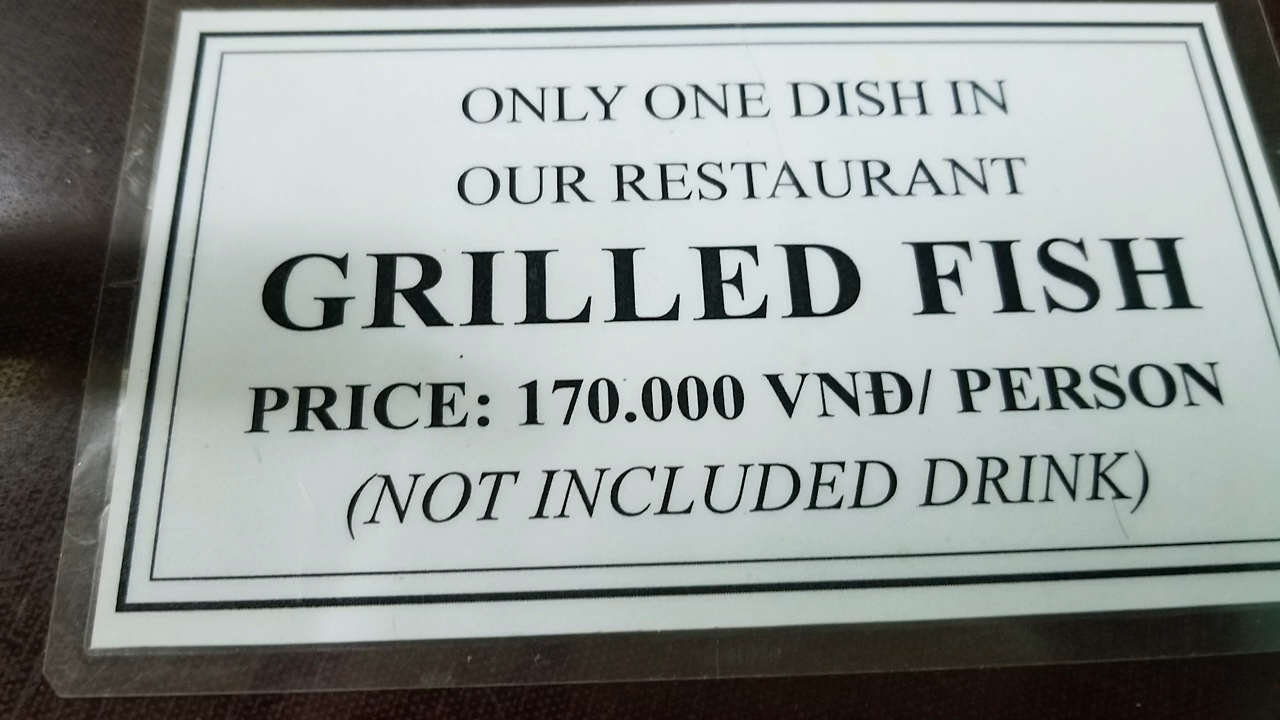 ONLY ONE DISH IN
OUR RESTAURANT
GRILLED FISH
PRICE: 170.000 VNĐ/ PERSON
(NOT INCLUDED DRINK)